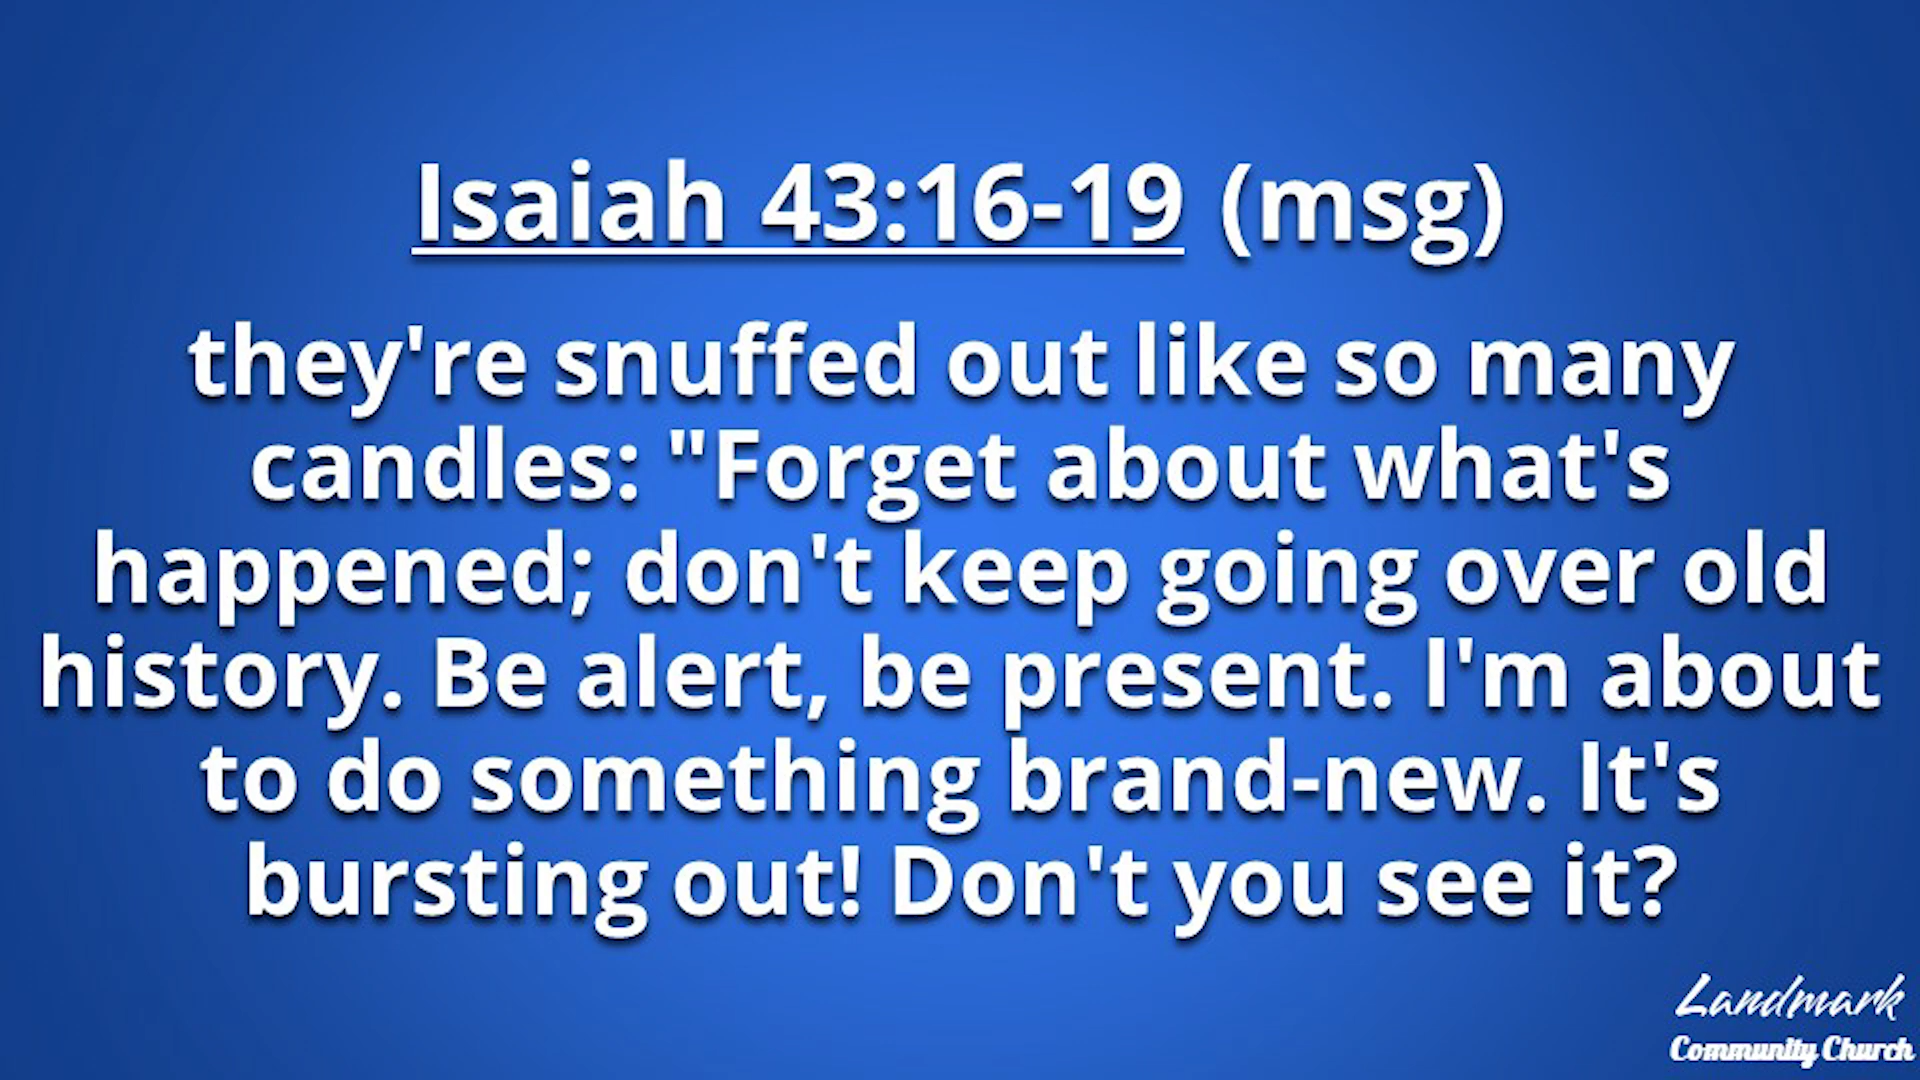 Isaiah 43:16-19 (msg)
they're snuffed out like so many
candles: "Forget about what's
happened; don't keep going over old
history. Be alert, be present. I'm about
to do something brand-new. It's
bursting out! Don't you see it?
Landmark
Community Church